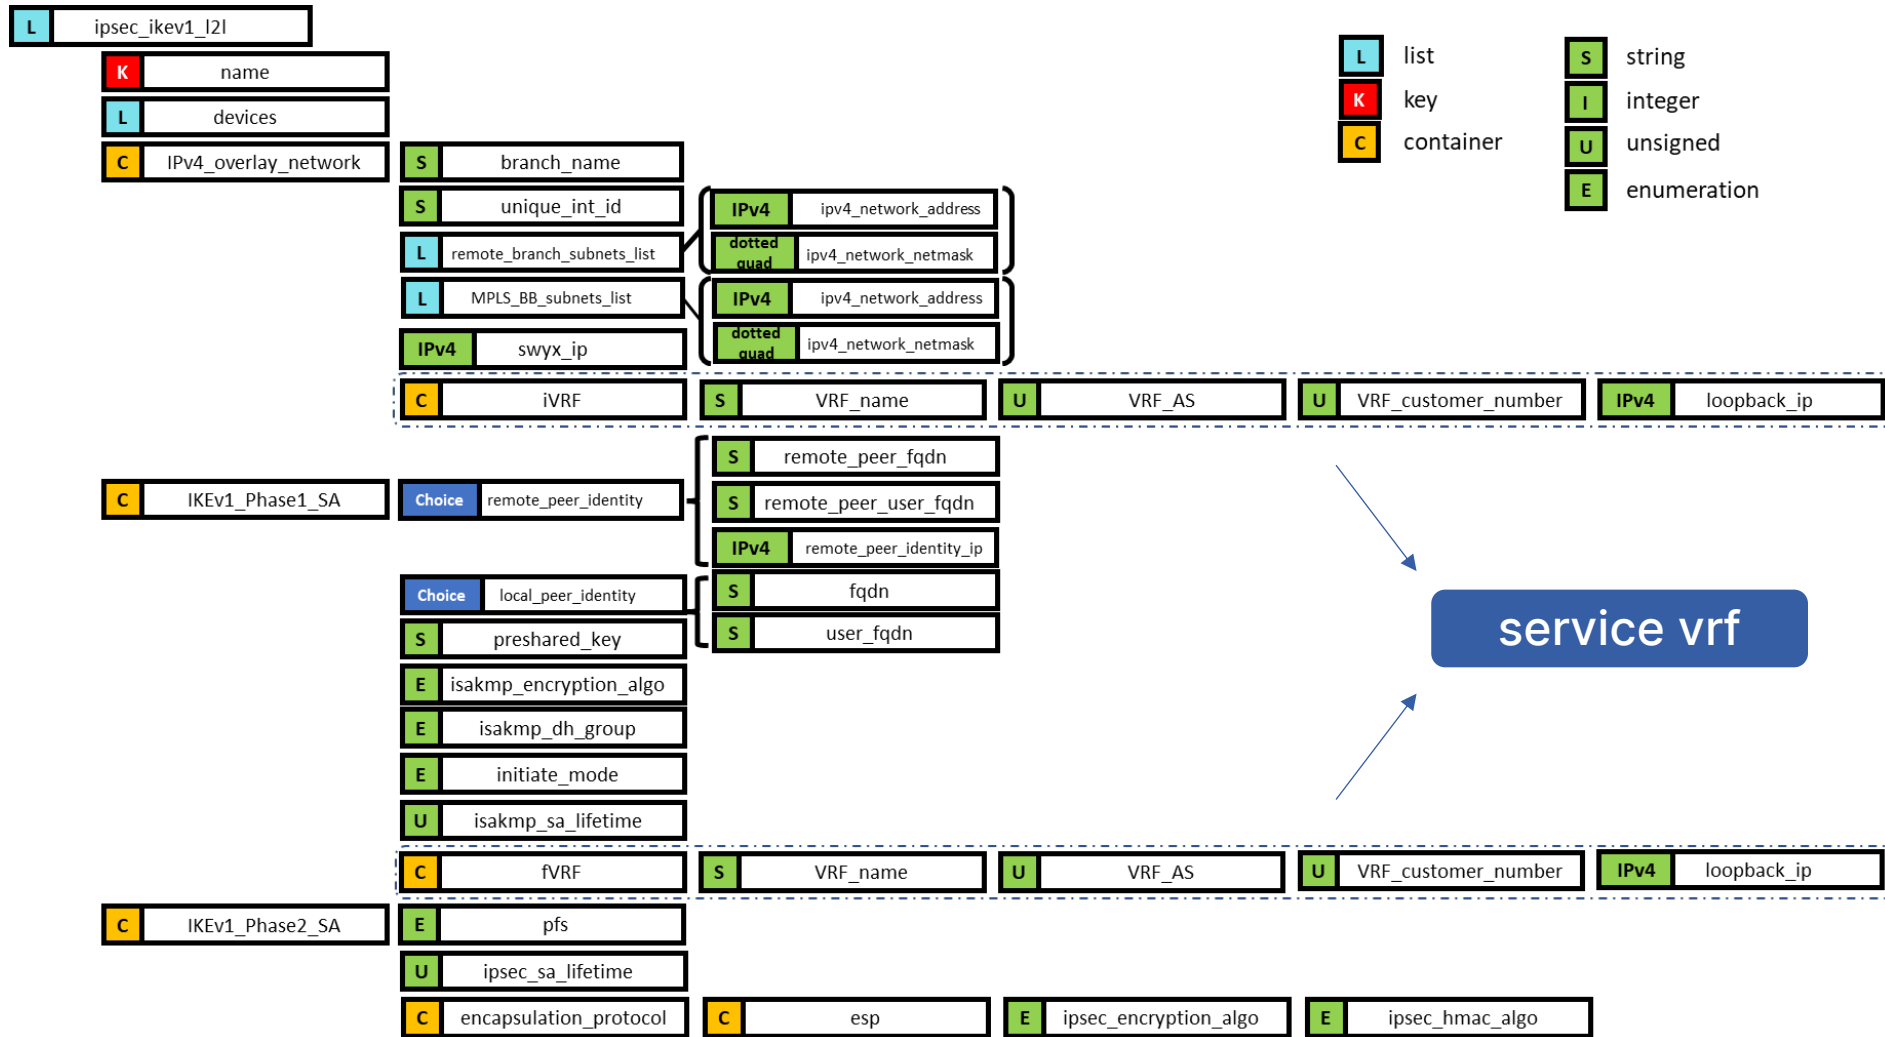 L ipsec_ikev1_l2l
K name
L devices
C IPv4_overlay_network S branch_name
S unique_int_id
L remote_branch_subnets_list
IPv4 ipv4_network_address
dotted quad ipv4_network_netmask
L MPLS_BB_subnets_list
IPv4 ipv4_network_address
dotted quad ipv4_network_netmask
IPv4 swyx_ip
C iVRF S VRF_name U VRF_AS U VRF_customer_number IPv4 loopback_ip
C IKEv1_Phase1_SA Choice remote_peer_identity
S remote_peer_fqdn
S remote_peer_user_fqdn
IPv4 remote_peer_identity_ip
Choice local_peer_identity
S fqdn
S user_fqdn
S preshared_key
E isakmp_encryption_algo
E isakmp_dh_group
E initiate_mode
U isakmp_sa_lifetime
C fVRF S VRF_name U VRF_AS U VRF_customer_number IPv4 loopback_ip
C IKEv1_Phase2_SA E pfs
U ipsec_sa_lifetime
C encapsulation_protocol C esp E ipsec_encryption_algo E ipsec_hmac_algo
L list
K key
C container
S string
I integer
U unsigned
E enumeration
service vrf